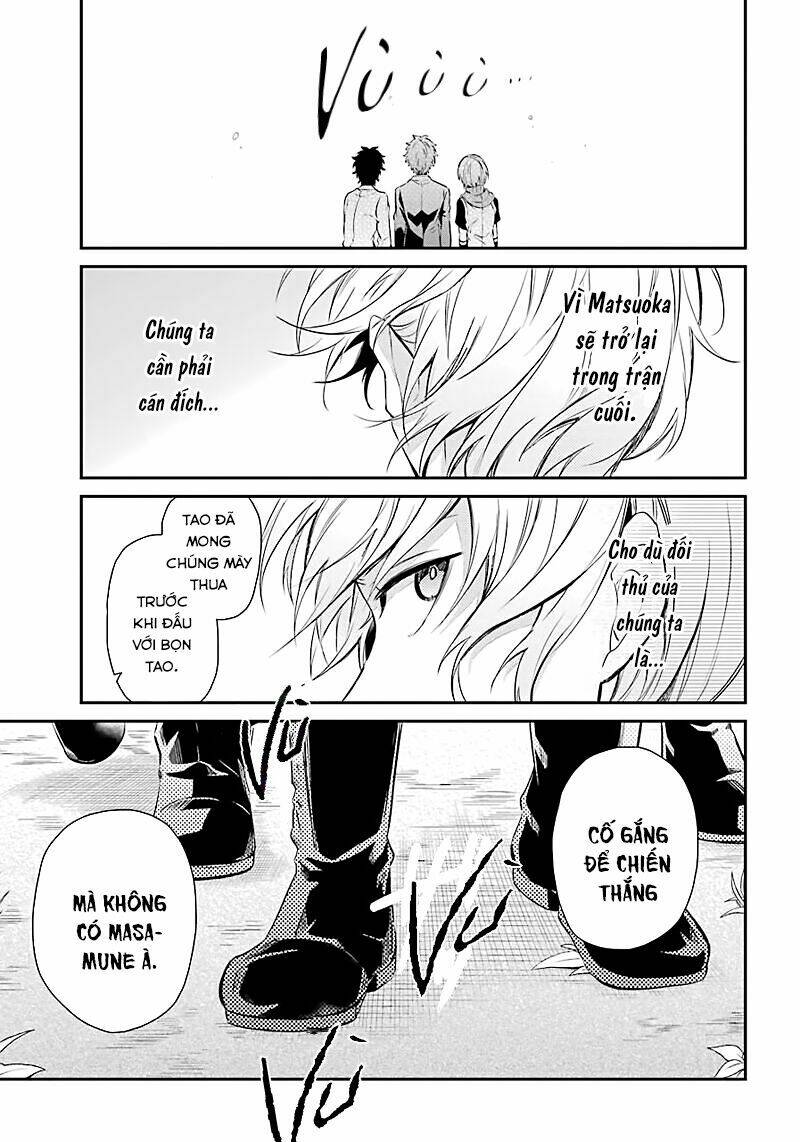 Vù ù ù...
Vì Matsuoka
sẽ trở lại
trong trận
cuối.
Chúng ta
cần phải
cán đích...
Cho dù đối
thủ của
chúng ta
là...
TAO ĐÃ
MONG
CHÚNG MÀY
THUA
TRƯỚC
KHI ĐẤU
VỚI BỌN
TAO.
CỐ GẮNG
ĐỂ CHIẾN
THẮNG
MÀ KHÔNG
CÓ MASA-
MUNE À.
Vù
Vù
Vù